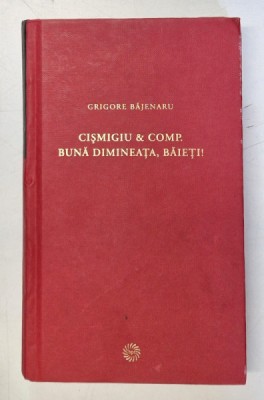 GRIGORE BĂJENARU
CIȘMIGIU & COMP.
BUNĂ DIMINEAȚA, BĂIEȚI!